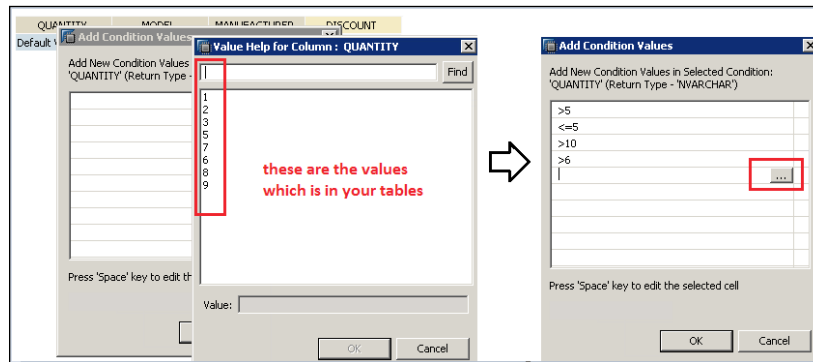 QUANTITY MODEL MANUFACTURER DISCOUNT
Default
Add Condition Values
Add New Condition Values
'QUANTITY' (Return Type -
Press 'Space' key to edit th
Value Help for Column : QUANTITY
Find
1
2
3
5
7
6
8
9
these are the values
which is in your tables
Value:
OK Cancel
Add Condition Values
Add New Condition Values in Selected Condition:
'QUANTITY' (Return Type - 'NVARCHAR')
>5
<=5
>10
>6
...
Press 'Space' key to edit the selected cell
OK Cancel